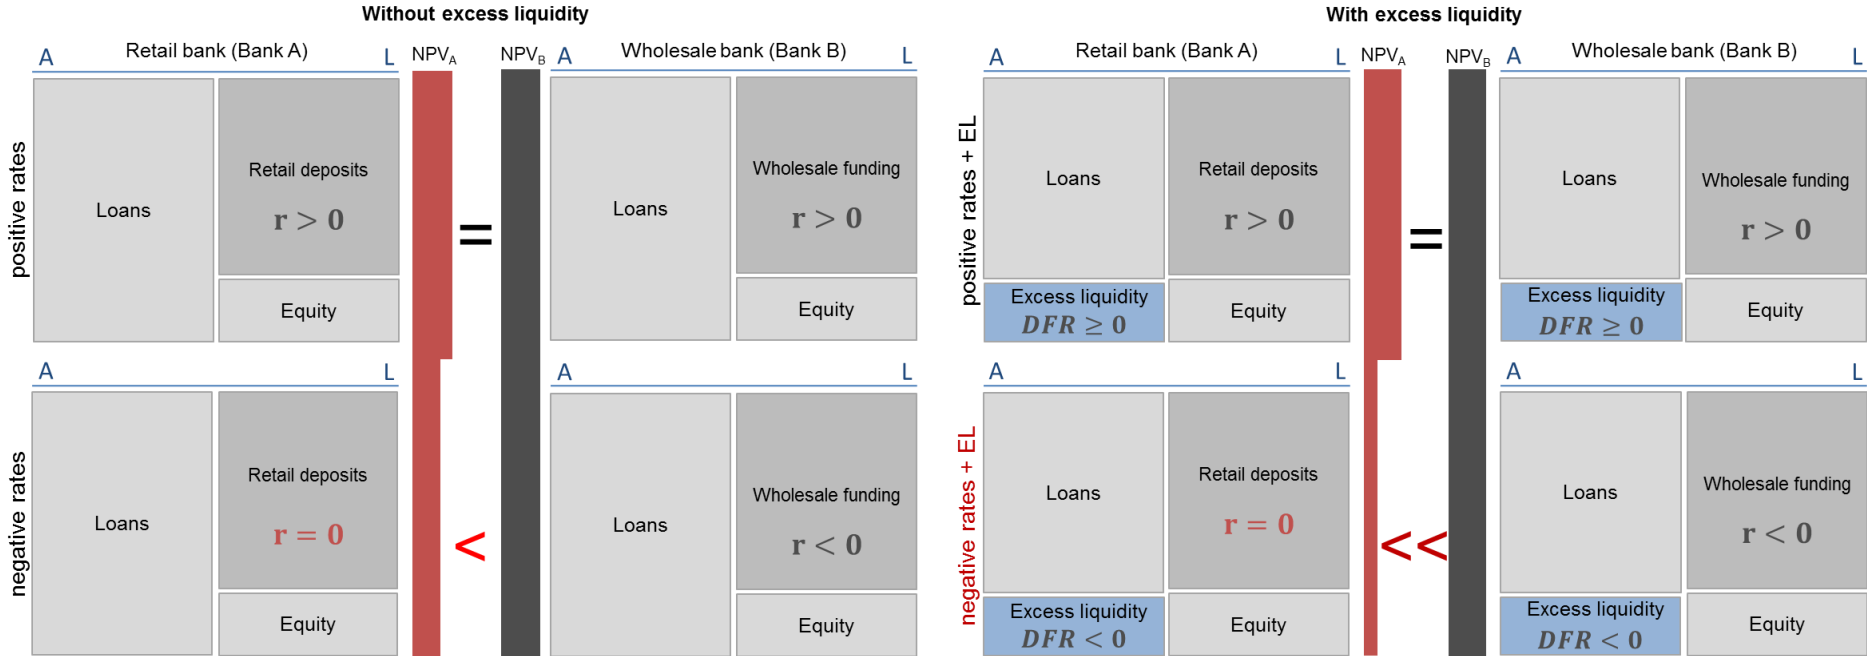 Without excess liquidity
A
Retail bank (Bank A)
L
NPV_A
NPV_B
A
Wholesale bank (Bank B)
L
positive rates
Loans
Retail deposits
r > 0
Equity
=
Loans
Wholesale funding
r > 0
Equity
A
L
A
L
negative rates
Loans
Retail deposits
r = 0
Equity
<
Loans
Wholesale funding
r < 0
Equity
With excess liquidity
A
Retail bank (Bank A)
L
NPV_A
NPV_B
A
Wholesale bank (Bank B)
L
positive rates + EL
Loans
Excess liquidity
DFR ≥ 0
Retail deposits
r > 0
Equity
=
Loans
Excess liquidity
DFR ≥ 0
Wholesale funding
r > 0
Equity
A
L
A
L
negative rates + EL
Loans
Excess liquidity
DFR < 0
Retail deposits
r = 0
Equity
<<
Loans
Excess liquidity
DFR < 0
Wholesale funding
r < 0
Equity